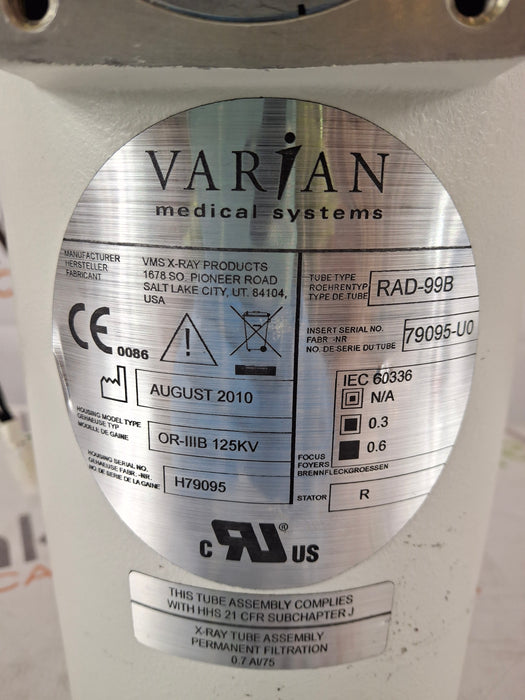 VARIAN
medical systems
MANUFACTURER
HERSTELLER
FABRICANT
VMS X-RAY PRODUCTS
1678 SO. PIONEER ROAD
SALT LAKE CITY, UT. 84104,
USA
TUBE TYPE
ROEHRENTYP
TYPE DE TUBE
RAD-99B
INSERT SERIAL NO.
FABR -NR
NO. DE SERIE DU TUBE
79095-U0
CE 0086
AUGUST 2010
IEC 60336
N/A
0.3
0.6
FOCUS
FOYERS
BRENNFLECKGROESSEN
HOUSING MODEL TYPE
GEHAEUSE TYP
MODELE DE GAINE
OR-IIIB 125KV
HOUSING SERIAL NO.
GEHAEUSE FABR. -NR.
NO DE SERIE DE LA GAINE
H79095
STATOR
R
C RU ® US
THIS TUBE ASSEMBLY COMPLIES
WITH HHS 21 CFR SUBCHAPTER J
X-RAY TUBE ASSEMBLY
PERMANENT FILTRATION
0.7 Al/75